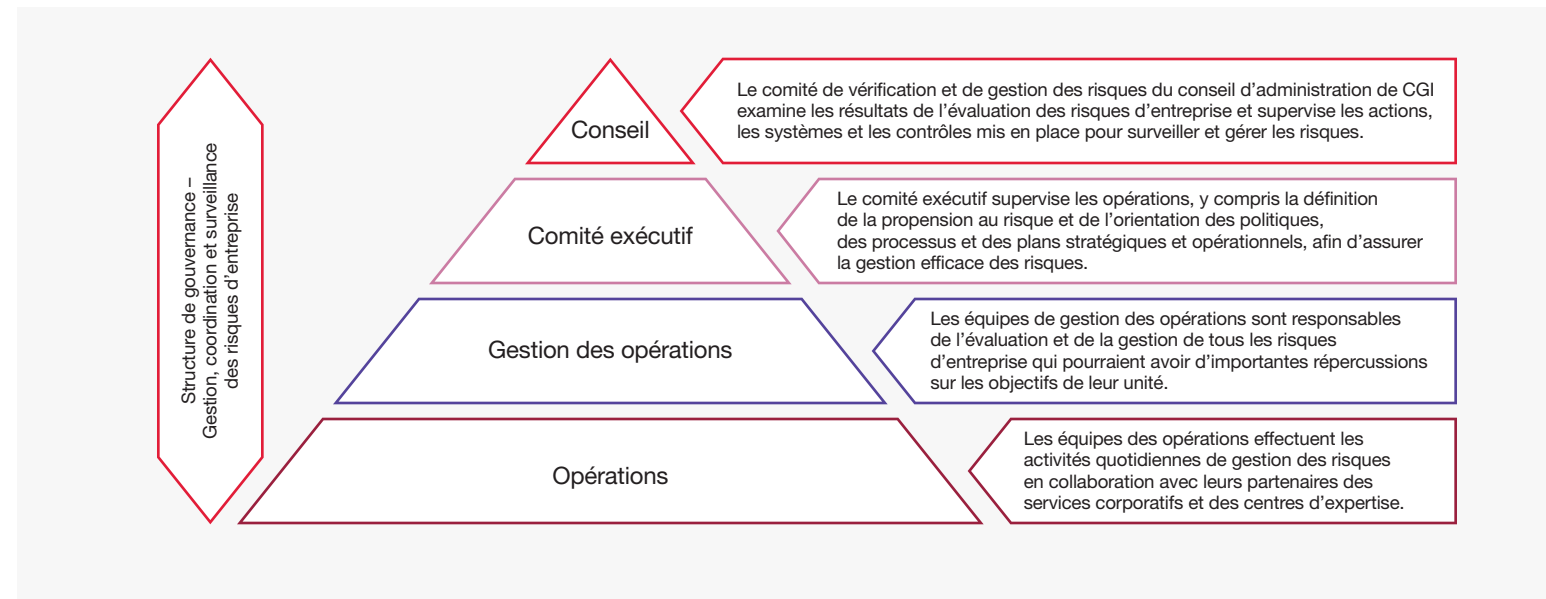 Structure de gouvernance –
Gestion, coordination et surveillance
des risques d’entreprise
Conseil
Le comité de vérification et de gestion des risques du conseil d’administration de CGI
examine les résultats de l’évaluation des risques d’entreprise et supervise les actions,
les systèmes et les contrôles mis en place pour surveiller et gérer les risques.
Comité exécutif
Le comité exécutif supervise les opérations, y compris la définition
de la propension au risque et de l’orientation des politiques,
des processus et des plans stratégiques et opérationnels, afin d’assurer
la gestion efficace des risques.
Gestion des opérations
Les équipes de gestion des opérations sont responsables
de l’évaluation et de la gestion de tous les risques
d’entreprise qui pourraient avoir d’importantes répercussions
sur les objectifs de leur unité.
Opérations
Les équipes des opérations effectuent les
activités quotidiennes de gestion des risques
en collaboration avec leurs partenaires des
services corporatifs et des centres d’expertise.